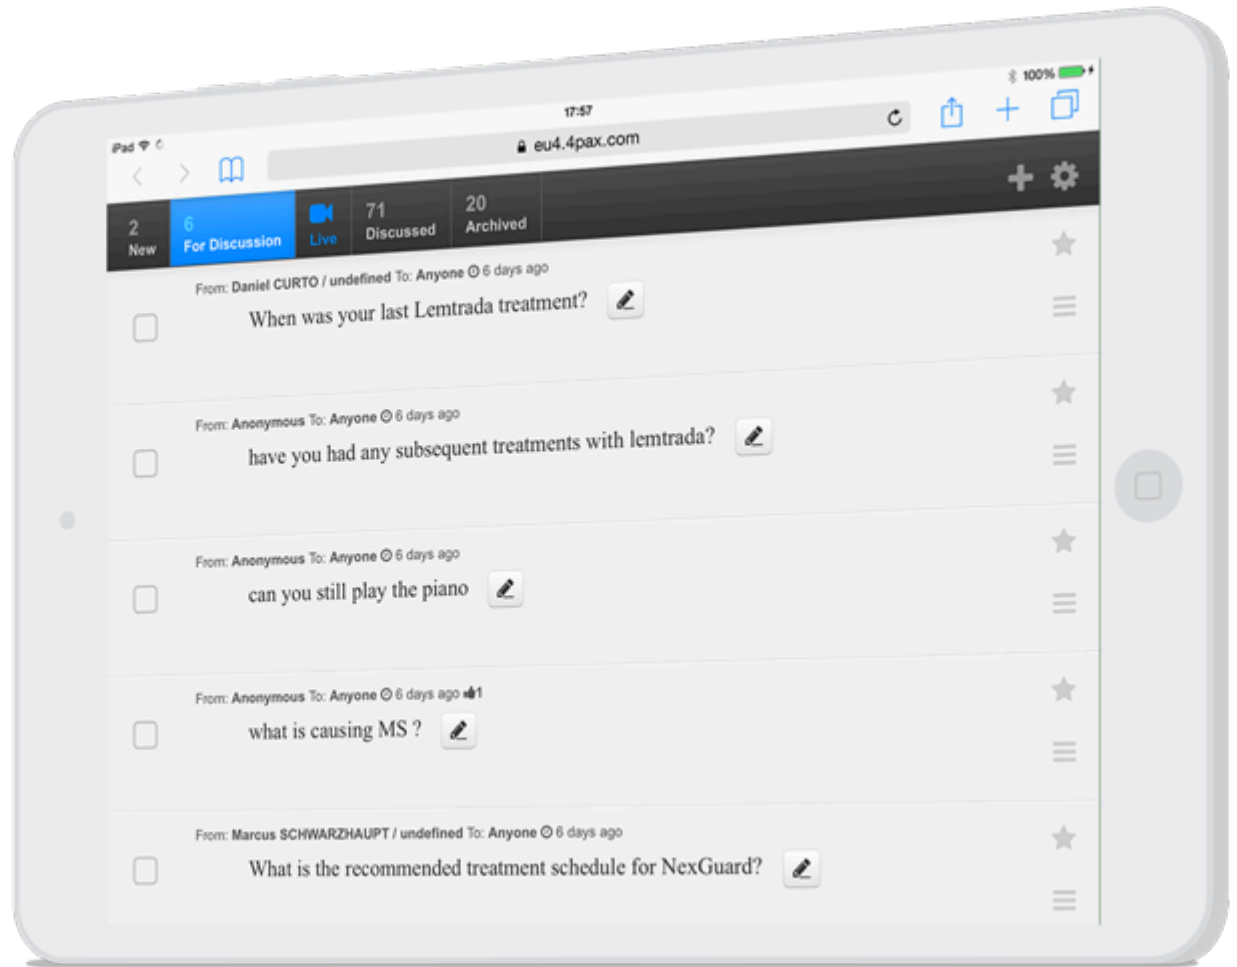 iPad 17:57 100%
eu4.4pax.com
2 6 71 20
New For Discussion Live Discussed Archived
From: Daniel CURTO / undefined To: Anyone 6 days ago
When was your last Lemtrada treatment?
From: Anonymous To: Anyone 6 days ago
have you had any subsequent treatments with lemtrada?
From: Anonymous To: Anyone 6 days ago
can you still play the piano
From: Anonymous To: Anyone 6 days ago 1
what is causing MS ?
From: Marcus SCHWARZHAUPT / undefined To: Anyone 6 days ago
What is the recommended treatment schedule for NexGuard?